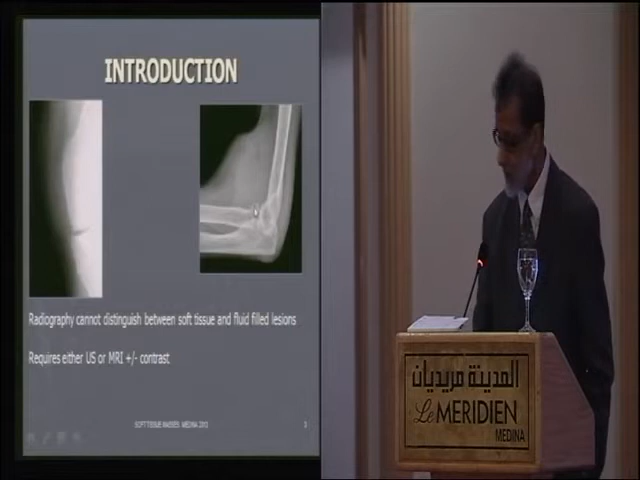 INTRODUCTION
Radiography cannot distinguish between soft tissue and fluid filled lesions
Requires either US or MRI +/- contrast
SOFT TISSUE MASSES MEDINA 2013
3
المدينة مريديان
Le MERIDIEN
MEDINA